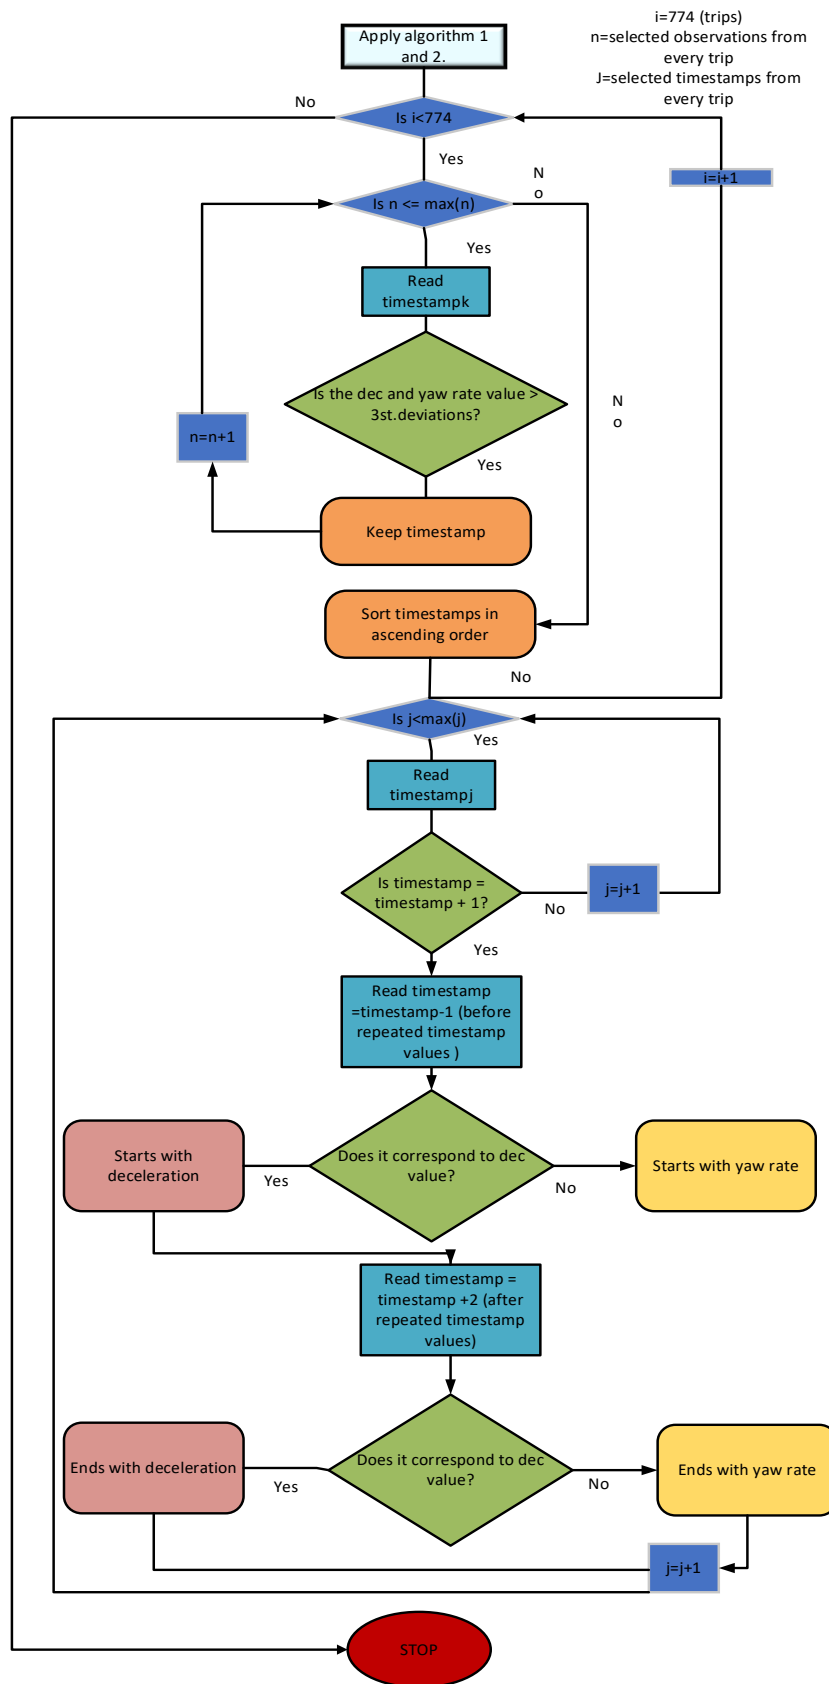 i=774 (trips)
n=selected observations from
every trip
J=selected timestamps from
every trip
Apply algorithm 1
and 2.
No
Is i<774
Yes
i=i+1
N
o
Is n <= max(n)
Yes
Read
timestampk
Is the dec and yaw rate value >
3st.deviations?
N
o
n=n+1
Yes
Keep timestamp
Sort timestamps in
ascending order
No
Is j<max(j)
Yes
Read
timestampj
Is timestamp =
timestamp + 1?
j=j+1
No
Yes
Read timestamp
=timestamp-1 (before
repeated timestamp
values )
Starts with
deceleration
Yes
Does it correspond to dec
value?
No
Starts with yaw rate
Read timestamp =
timestamp +2 (after
repeated timestamp
values)
Ends with deceleration
Yes
Does it correspond to dec
value?
No
Ends with yaw rate
j=j+1
STOP